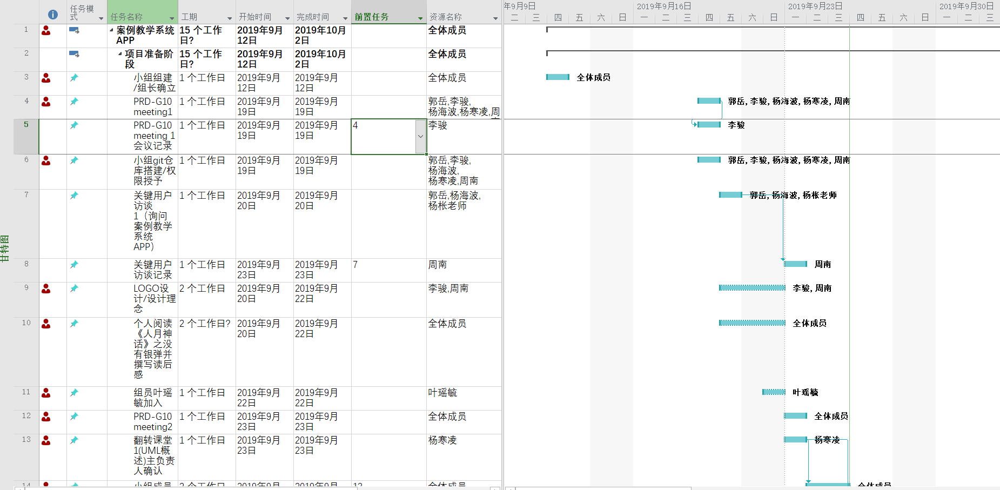 任务模式
任务名称
工期
开始时间
完成时间
前置任务
资源名称
年9月9日
2019年9月16日
2019年9月23日
2019年9月30日
二 三 四 五 六 日 一 二 三 四 五 六 日 一 二 三 四 五 六 日 一 二 三
甘特图
1
案例教学系统
APP
15 个工作
日?
2019年9月
12日
2019年10月
2日
全体成员
2
项目准备阶
段
15 个工作
日?
2019年9月
12日
2019年10月
2日
全体成员
3
小组组建
/组长确立
1 个工作日
2019年9月
12日
2019年9月
12日
全体成员
全体成员
4
PRD-G10
meeting1
1 个工作日
2019年9月
19日
2019年9月
19日
郭岳,李骏,
杨海波,杨寒凌,周
郭岳, 李骏, 杨海波, 杨寒凌, 周南
5
PRD-G10
meeting 1
会议记录
1 个工作日
2019年9月
19日
2019年9月
19日
4
李骏
李骏
6
小组git仓
库搭建/权
限授予
1 个工作日
2019年9月
19日
2019年9月
19日
郭岳,李骏,
杨海波,
杨寒凌,周南
郭岳, 李骏, 杨海波, 杨寒凌, 周南
7
关键用户
访谈
1（询问
案例教学
系统
APP）
1 个工作日
2019年9月
20日
2019年9月
20日
郭岳,杨海波,
杨枨老师
郭岳, 杨海波, 杨枨老师
8
关键用户
访谈记录
1 个工作日
2019年9月
23日
2019年9月
23日
7
周南
周南
9
LOGO设
计/设计理
念
2 个工作日
2019年9月
20日
2019年9月
22日
李骏,周南
李骏, 周南
10
个人阅读
《人月神
话》之没
有银弹并
撰写读后
感
2 个工作日?
2019年9月
20日
2019年9月
22日
全体成员
全体成员
11
组员叶瑶
毓加入
1 个工作日
2019年9月
22日
2019年9月
22日
叶瑶毓
叶瑶毓
12
PRD-G10
meeting2
1 个工作日
2019年9月
23日
2019年9月
23日
全体成员
全体成员
13
翻转课堂
1(UML概
述)主负责
人确认
1 个工作日
2019年9月
23日
2019年9月
23日
杨寒凌
杨寒凌
14
小组成员
2019年9月
2019年9月
全体成员
全体成员